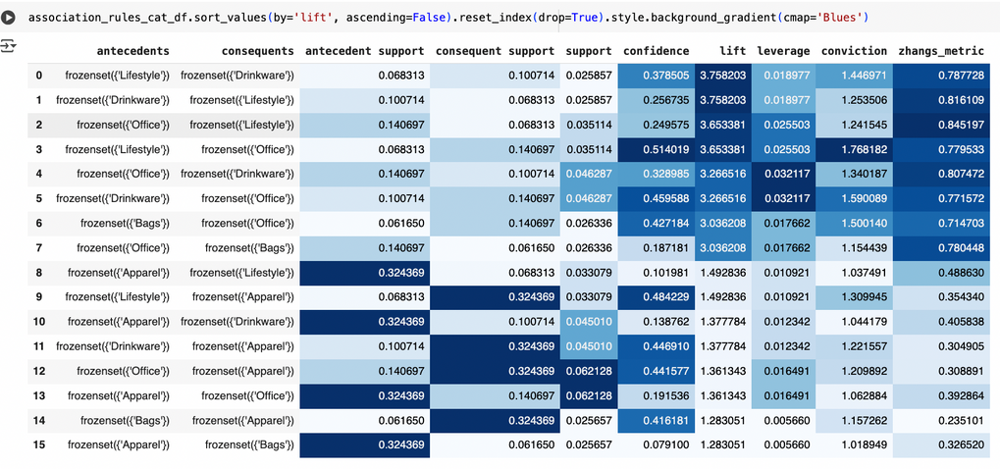 association_rules_cat_df.sort_values(by='lift', ascending=False).reset_index(drop=True).style.background_gradient(cmap='Blues')
antecedents consequents antecedent support consequent support support confidence lift leverage conviction zhangs_metric
0 frozenset({'Lifestyle'}) frozenset({'Drinkware'}) 0.068313 0.100714 0.025857 0.378505 3.758203 0.018977 1.446971 0.787728
1 frozenset({'Drinkware'}) frozenset({'Lifestyle'}) 0.100714 0.068313 0.025857 0.256735 3.758203 0.018977 1.253506 0.816109
2 frozenset({'Office'}) frozenset({'Lifestyle'}) 0.140697 0.068313 0.035114 0.249575 3.653381 0.025503 1.241545 0.845197
3 frozenset({'Lifestyle'}) frozenset({'Office'}) 0.068313 0.140697 0.035114 0.514019 3.653381 0.025503 1.768182 0.779533
4 frozenset({'Office'}) frozenset({'Drinkware'}) 0.140697 0.100714 0.046287 0.328985 3.266516 0.032117 1.340187 0.807472
5 frozenset({'Drinkware'}) frozenset({'Office'}) 0.100714 0.140697 0.046287 0.459588 3.266516 0.032117 1.590089 0.771572
6 frozenset({'Bags'}) frozenset({'Office'}) 0.061650 0.140697 0.026336 0.427184 3.036208 0.017662 1.500140 0.714703
7 frozenset({'Office'}) frozenset({'Bags'}) 0.140697 0.061650 0.026336 0.187181 3.036208 0.017662 1.154439 0.780448
8 frozenset({'Apparel'}) frozenset({'Lifestyle'}) 0.324369 0.068313 0.033079 0.101981 1.492836 0.010921 1.037491 0.488630
9 frozenset({'Lifestyle'}) frozenset({'Apparel'}) 0.068313 0.324369 0.033079 0.484229 1.492836 0.010921 1.309945 0.354340
10 frozenset({'Apparel'}) frozenset({'Drinkware'}) 0.324369 0.100714 0.045010 0.138762 1.377784 0.012342 1.044179 0.405838
11 frozenset({'Drinkware'}) frozenset({'Apparel'}) 0.100714 0.324369 0.045010 0.446910 1.377784 0.012342 1.221557 0.304905
12 frozenset({'Office'}) frozenset({'Apparel'}) 0.140697 0.324369 0.062128 0.441577 1.361343 0.016491 1.209892 0.308891
13 frozenset({'Apparel'}) frozenset({'Office'}) 0.324369 0.140697 0.062128 0.191536 1.361343 0.016491 1.062884 0.392864
14 frozenset({'Bags'}) frozenset({'Apparel'}) 0.061650 0.324369 0.025657 0.416181 1.283051 0.005660 1.157262 0.235101
15 frozenset({'Apparel'}) frozenset({'Bags'}) 0.324369 0.061650 0.025657 0.079100 1.283051 0.005660 1.018949 0.326520